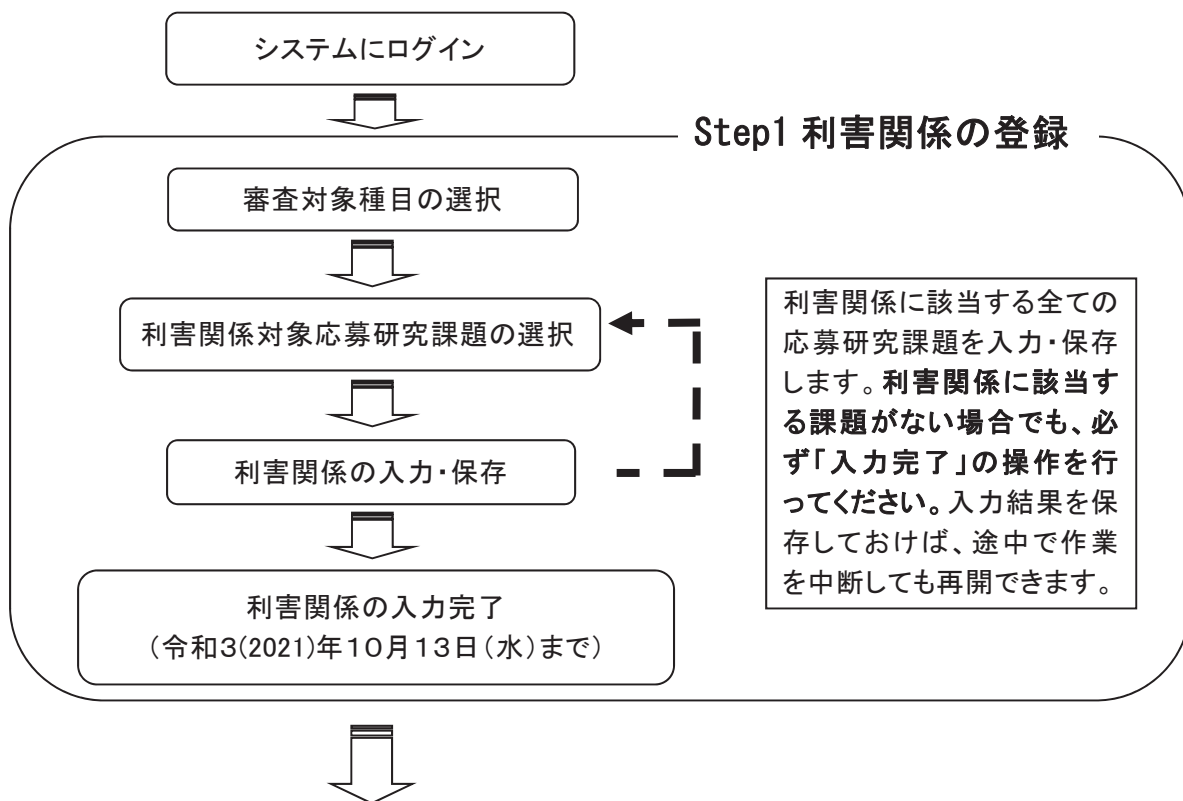 システムにログイン
Step1 利害関係の登録
審査対象種目の選択
利害関係対象応募研究課題の選択
利害関係の入力・保存
利害関係の入力完了
（令和3(2021)年１０月１３日（水）まで）
利害関係に該当する全ての
応募研究課題を入力・保存
します。利害関係に該当す
る課題がない場合でも、必
ず「入力完了」の操作を行
ってください。入力結果を保
存しておけば、途中で作業
を中断しても再開できます。